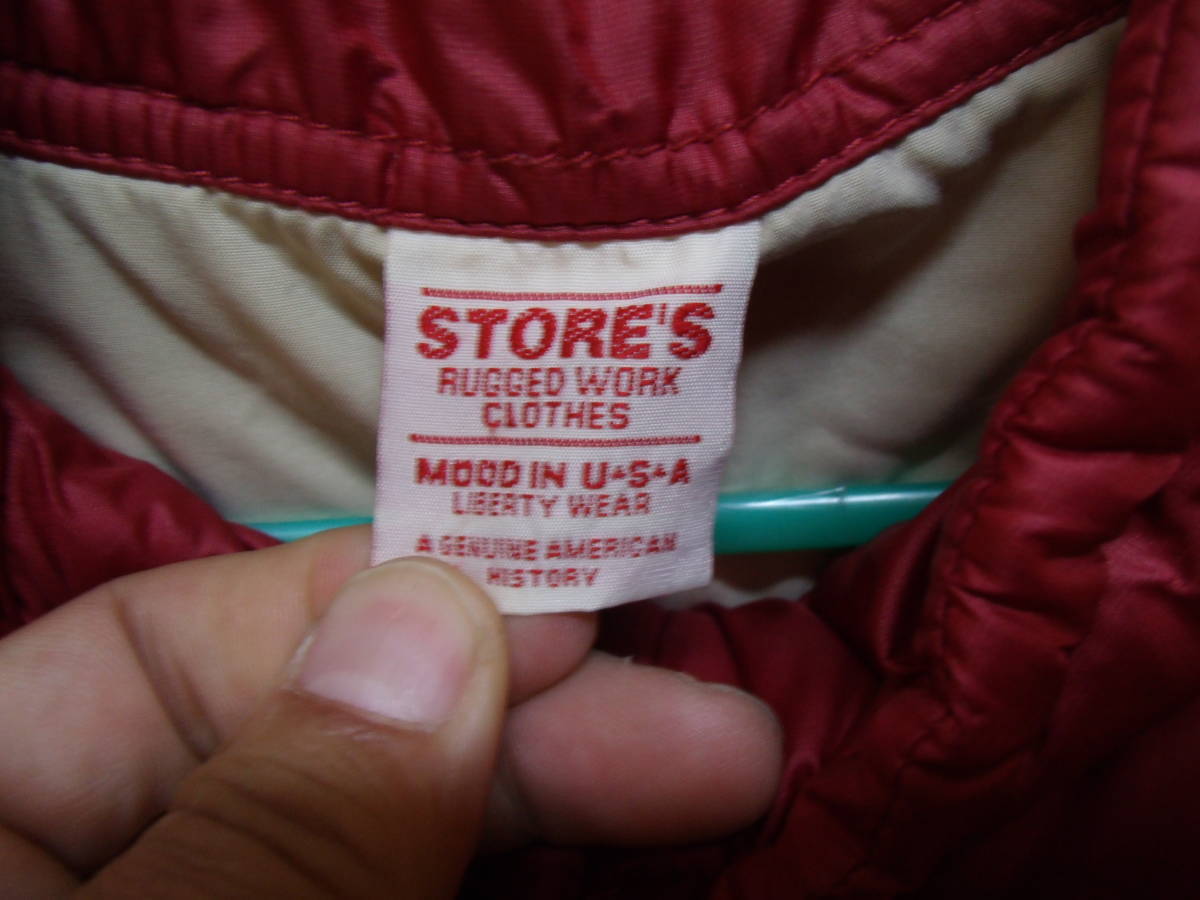 STORE'S
RUGGED WORK
CLOTHES
MOOD IN U•S•A
LIBERTY WEAR
A GENUINE AMERICAN
HISTORY